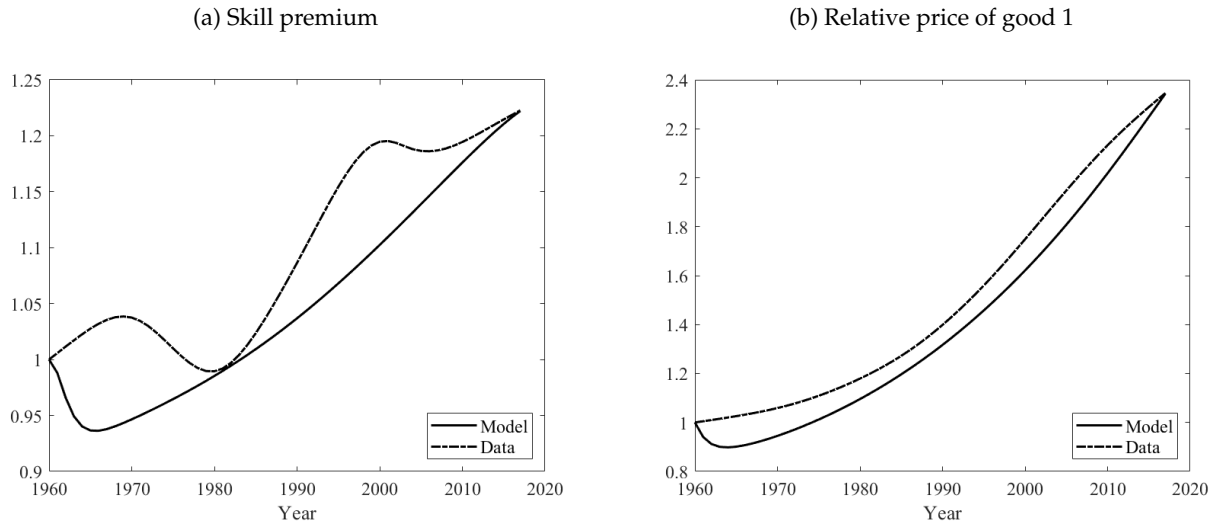 (a) Skill premium
1.25
1.2
1.15
1.1
1.05
1
0.95
0.9
1960 1970 1980 1990 2000 2010 2020
Year
Model
Data
(b) Relative price of good 1
2.4
2.2
2
1.8
1.6
1.4
1.2
1
0.8
1960 1970 1980 1990 2000 2010 2020
Year
Model
Data